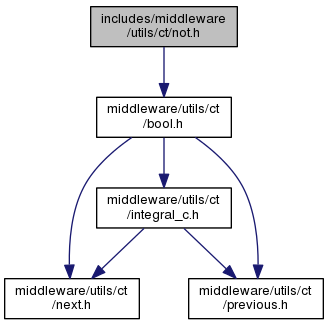 includes/middleware
/utils/ct/not.h
middleware/utils/ct
/bool.h
middleware/utils/ct
/integral_c.h
middleware/utils/ct
/next.h
middleware/utils/ct
/previous.h